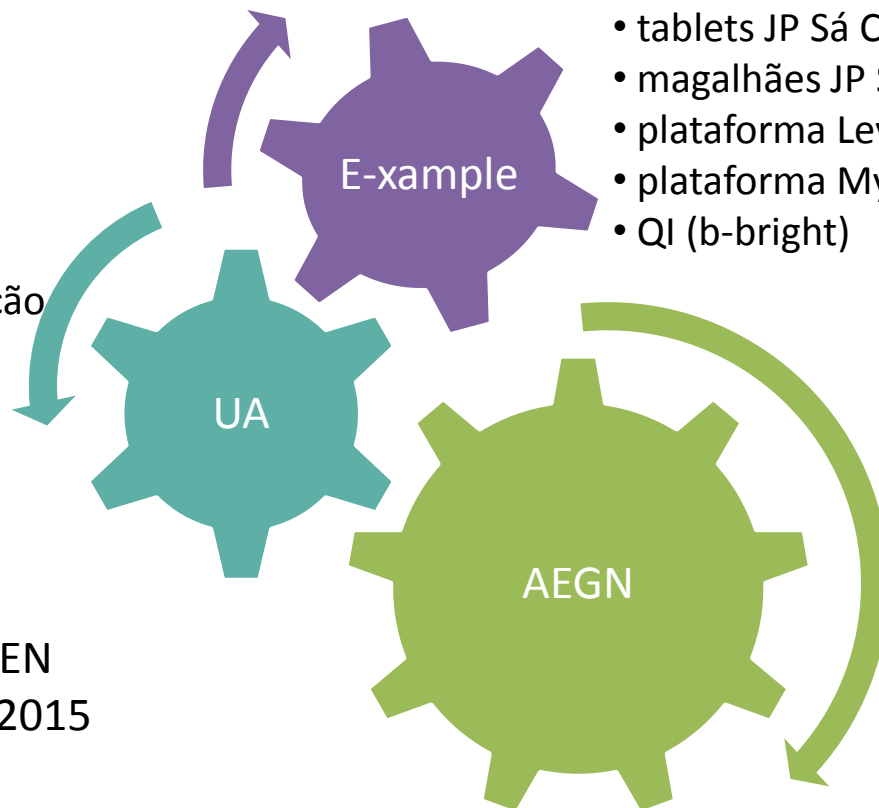 • tablets JP Sá C
• magalhães JP
• plataforma Le
• plataforma My
• QI (b-bright)
E-xample
ção
UA
AEGN
EN
2015